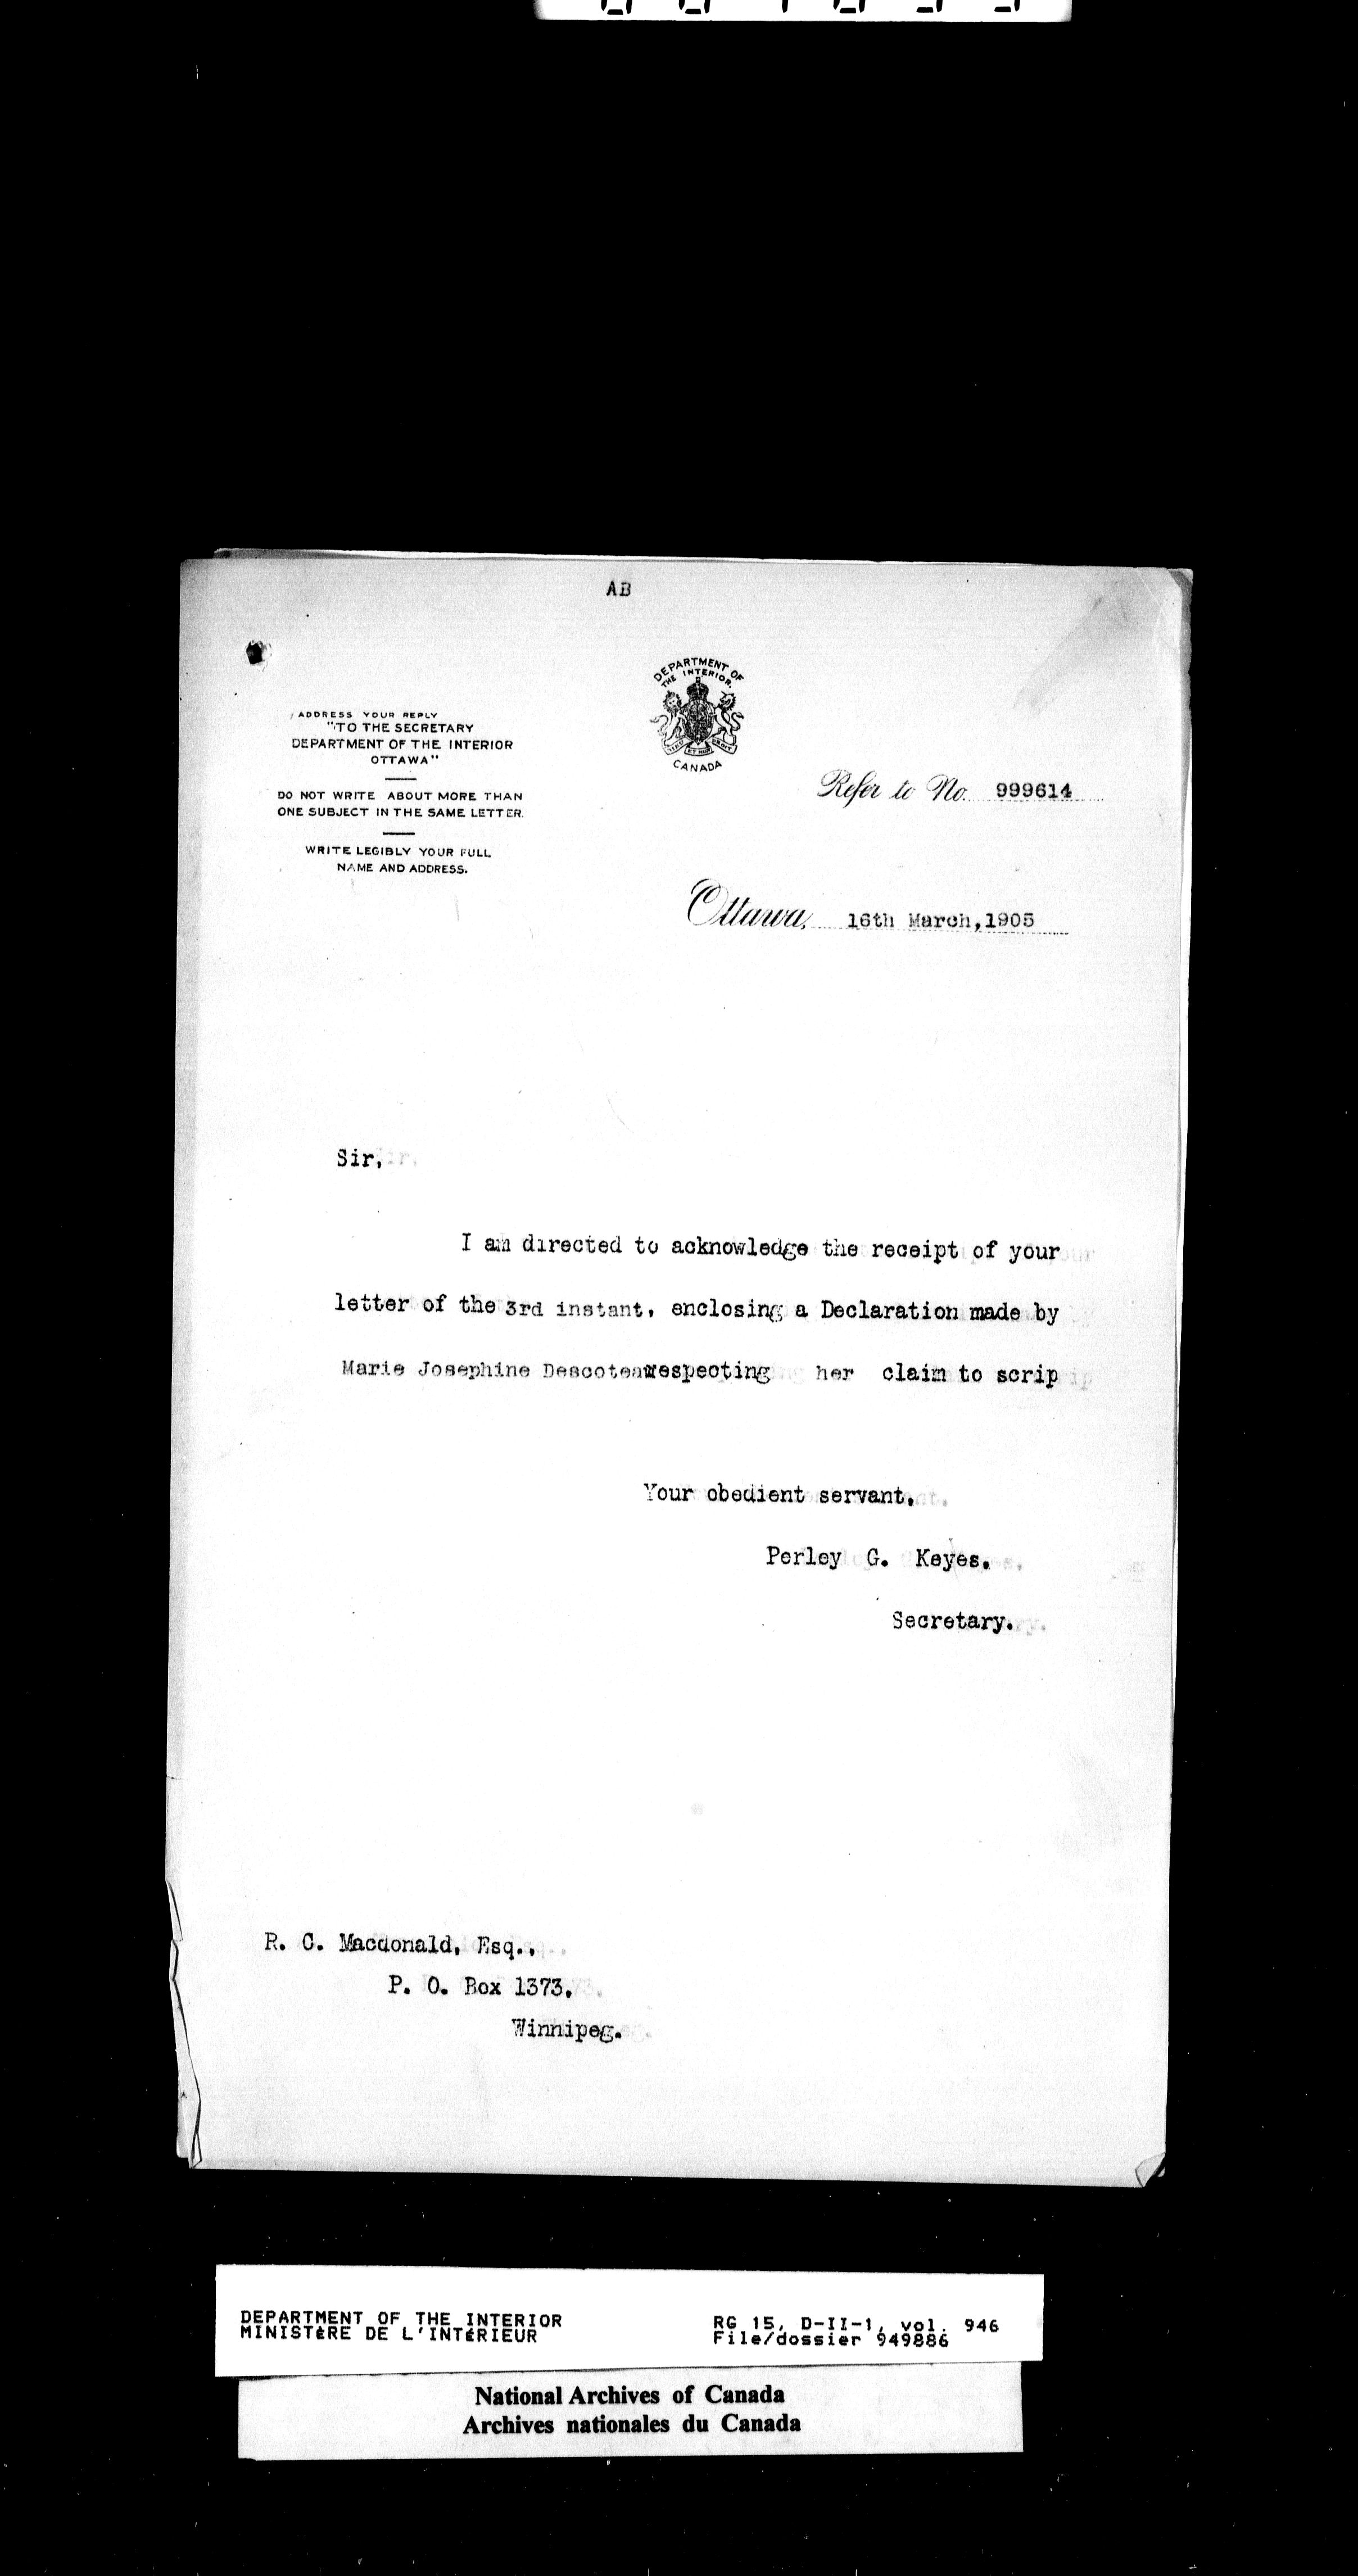 AB
DEPARTMENT OF
THE INTERIOR.
CANADA
ADDRESS YOUR REPLY
"TO THE SECRETARY
DEPARTMENT OF THE INTERIOR
OTTAWA"
DO NOT WRITE ABOUT MORE THAN
ONE SUBJECT IN THE SAME LETTER.
WRITE LEGIBLY YOUR FULL
NAME AND ADDRESS.
Refer to No. 999614
Ottawa, 16th March,1905
Sir,
I am directed to acknowledge the receipt of your
letter of the 3rd instant, enclosing a Declaration made by
Marie Josephine Descoteaux respecting her claim to scrip
Your obedient servant,
Perley G. Keyes,
Secretary.
R. C. Macdonald, Esq.,
P. O. Box 1373,
Winnipeg.
DEPARTMENT OF THE INTERIOR
MINISTÈRE DE L'INTÉRIEUR
RG 15, D-II-1, vol. 946
File/dossier 949886
National Archives of Canada
Archives nationales du Canada